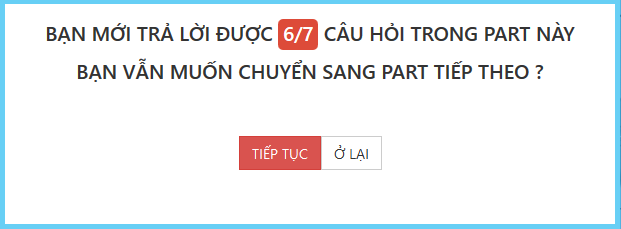 BẠN MỚI TRẢ LỜI ĐƯỢC 6/7 CÂU HỎI TRONG PART NÀY
BẠN VẪN MUỐN CHUYỂN SANG PART TIẾP THEO ?
TIẾP TỤC Ở LẠI